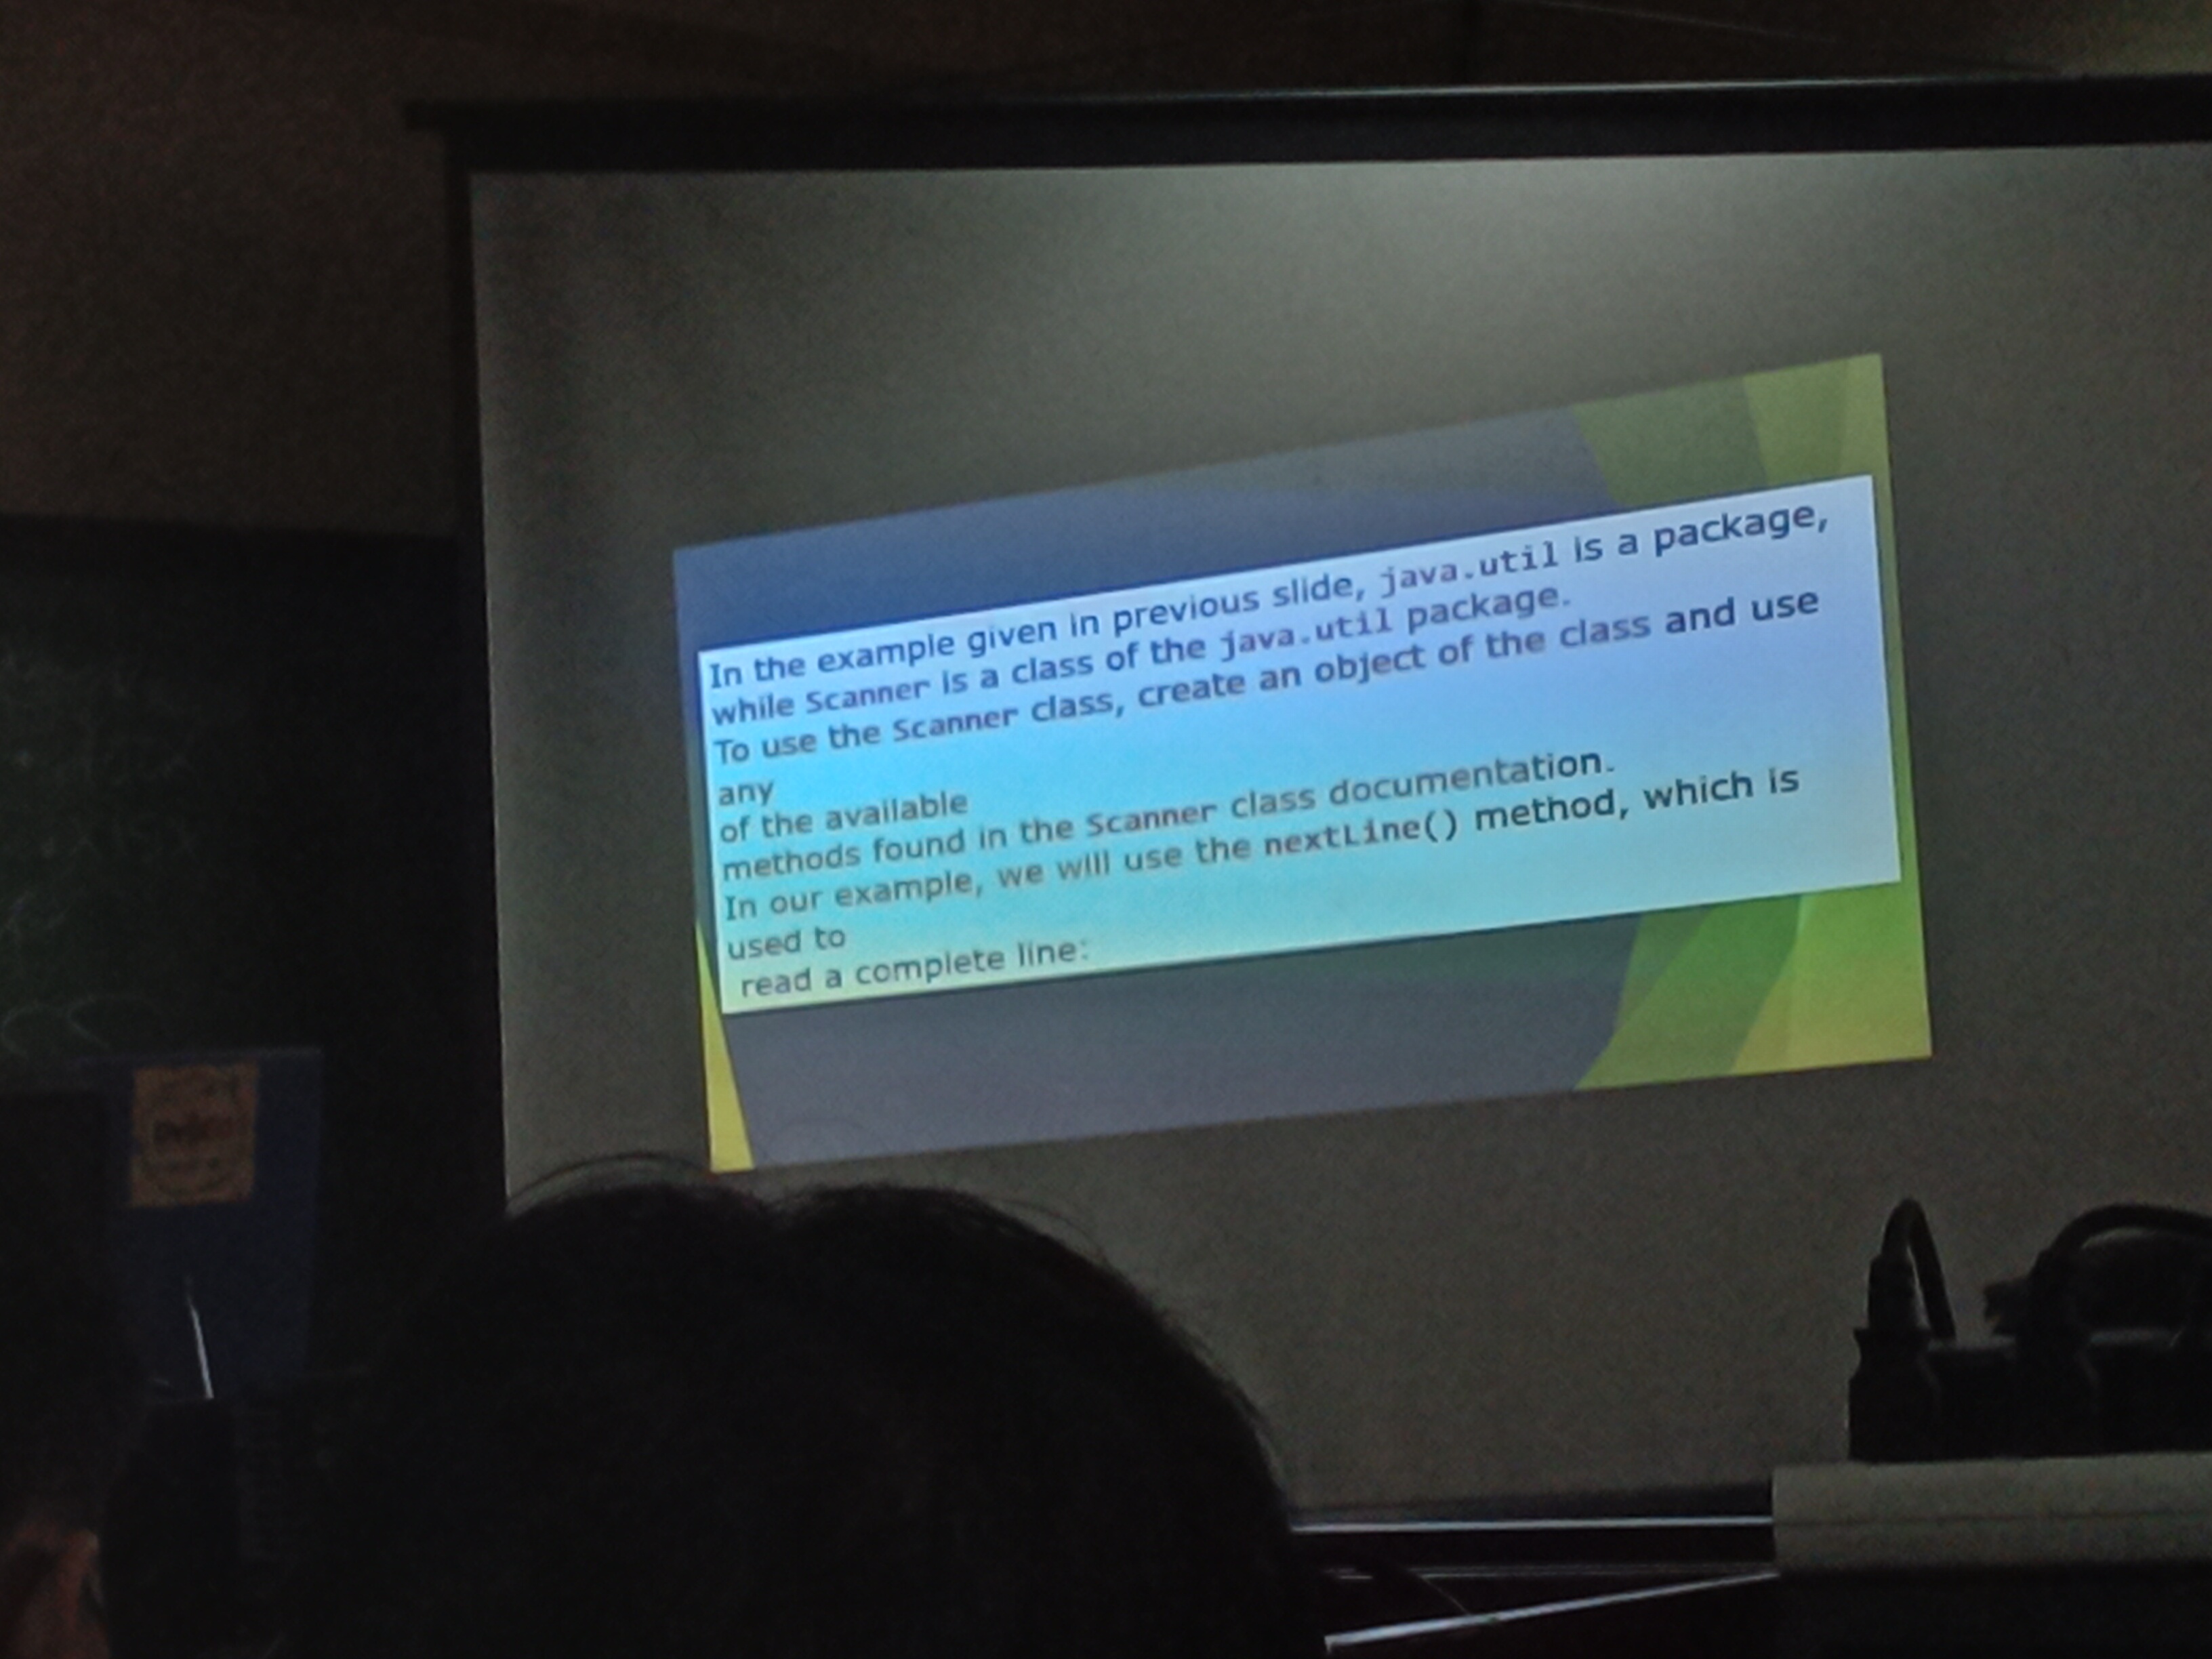 In the example given in previous slide, java.util is a package,
while Scanner is a class of the java.util package.
To use the Scanner class, create an object of the class and use
any
of the available
methods found in the Scanner class documentation.
In our example, we will use the nextLine() method, which is
used to
read a complete line: